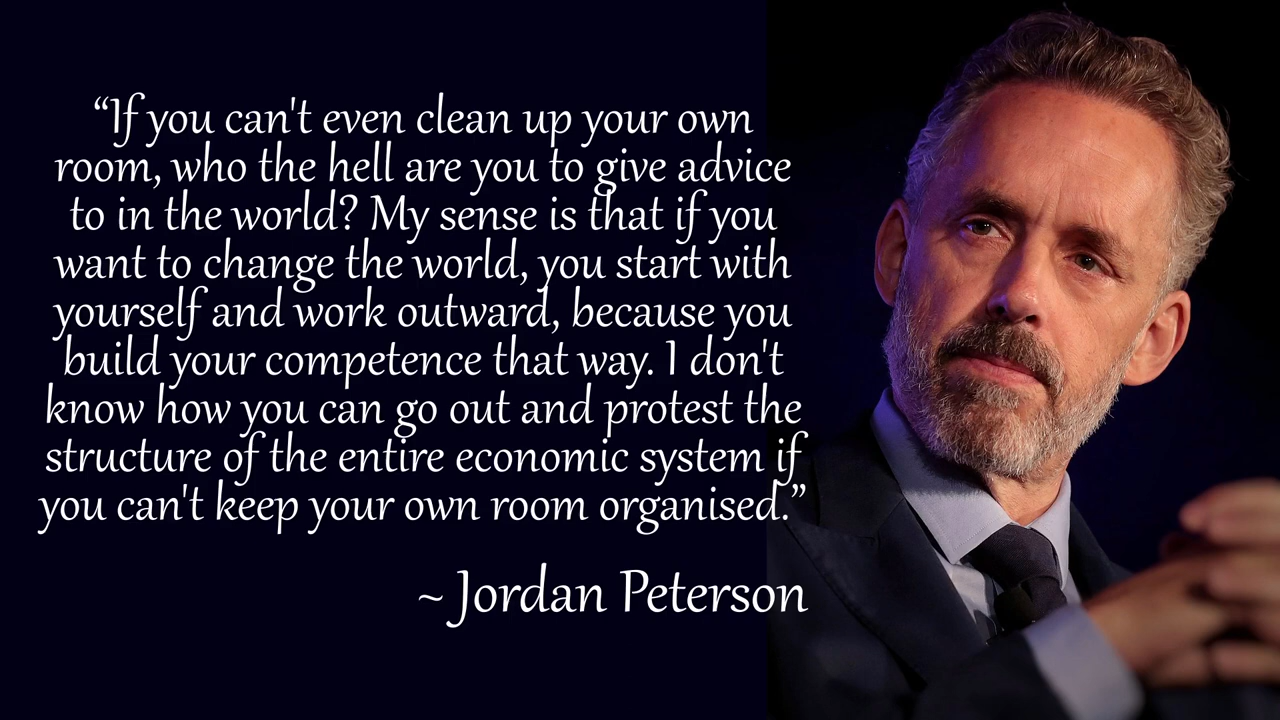 “If you can't even clean up your own
room, who the hell are you to give advice
to in the world? My sense is that if you
want to change the world, you start with
yourself and work outward, because you
build your competence that way. I don't
know how you can go out and protest the
structure of the entire economic system if
you can't keep your own room organised.”
~ Jordan Peterson